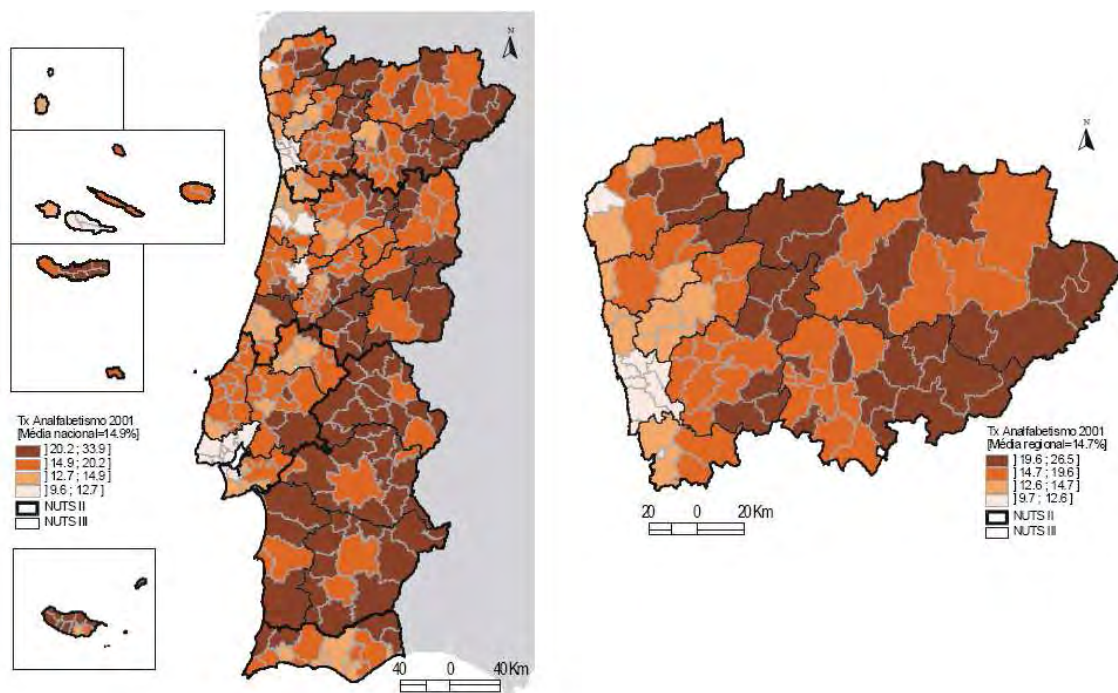 N
Tx Analfabetismo 2001
[Média nacional=14.9%]
] 20.2 ; 33.9 ]
] 14.9 ; 20.2 ]
] 12.7 ; 14.9 ]
] 9.6 ; 12.7 ]
NUTS II
NUTS III
40 0 40 Km
N
Tx Analfabetismo 2001
[Média regional=14.7%]
] 19.6 ; 26.5 ]
] 14.7 ; 19.6 ]
] 12.6 ; 14.7 ]
] 9.7 ; 12.6 ]
NUTS II
NUTS III
20 0 20 Km